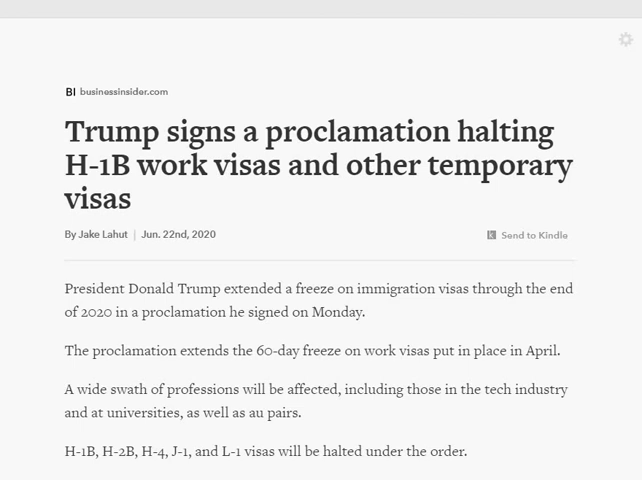 BI businessinsider.com
Trump signs a proclamation halting
H-1B work visas and other temporary
visas
By Jake Lahut | Jun. 22nd, 2020
Send to Kindle
President Donald Trump extended a freeze on immigration visas through the end
of 2020 in a proclamation he signed on Monday.
The proclamation extends the 60-day freeze on work visas put in place in April.
A wide swath of professions will be affected, including those in the tech industry
and at universities, as well as au pairs.
H-1B, H-2B, H-4, J-1, and L-1 visas will be halted under the order.